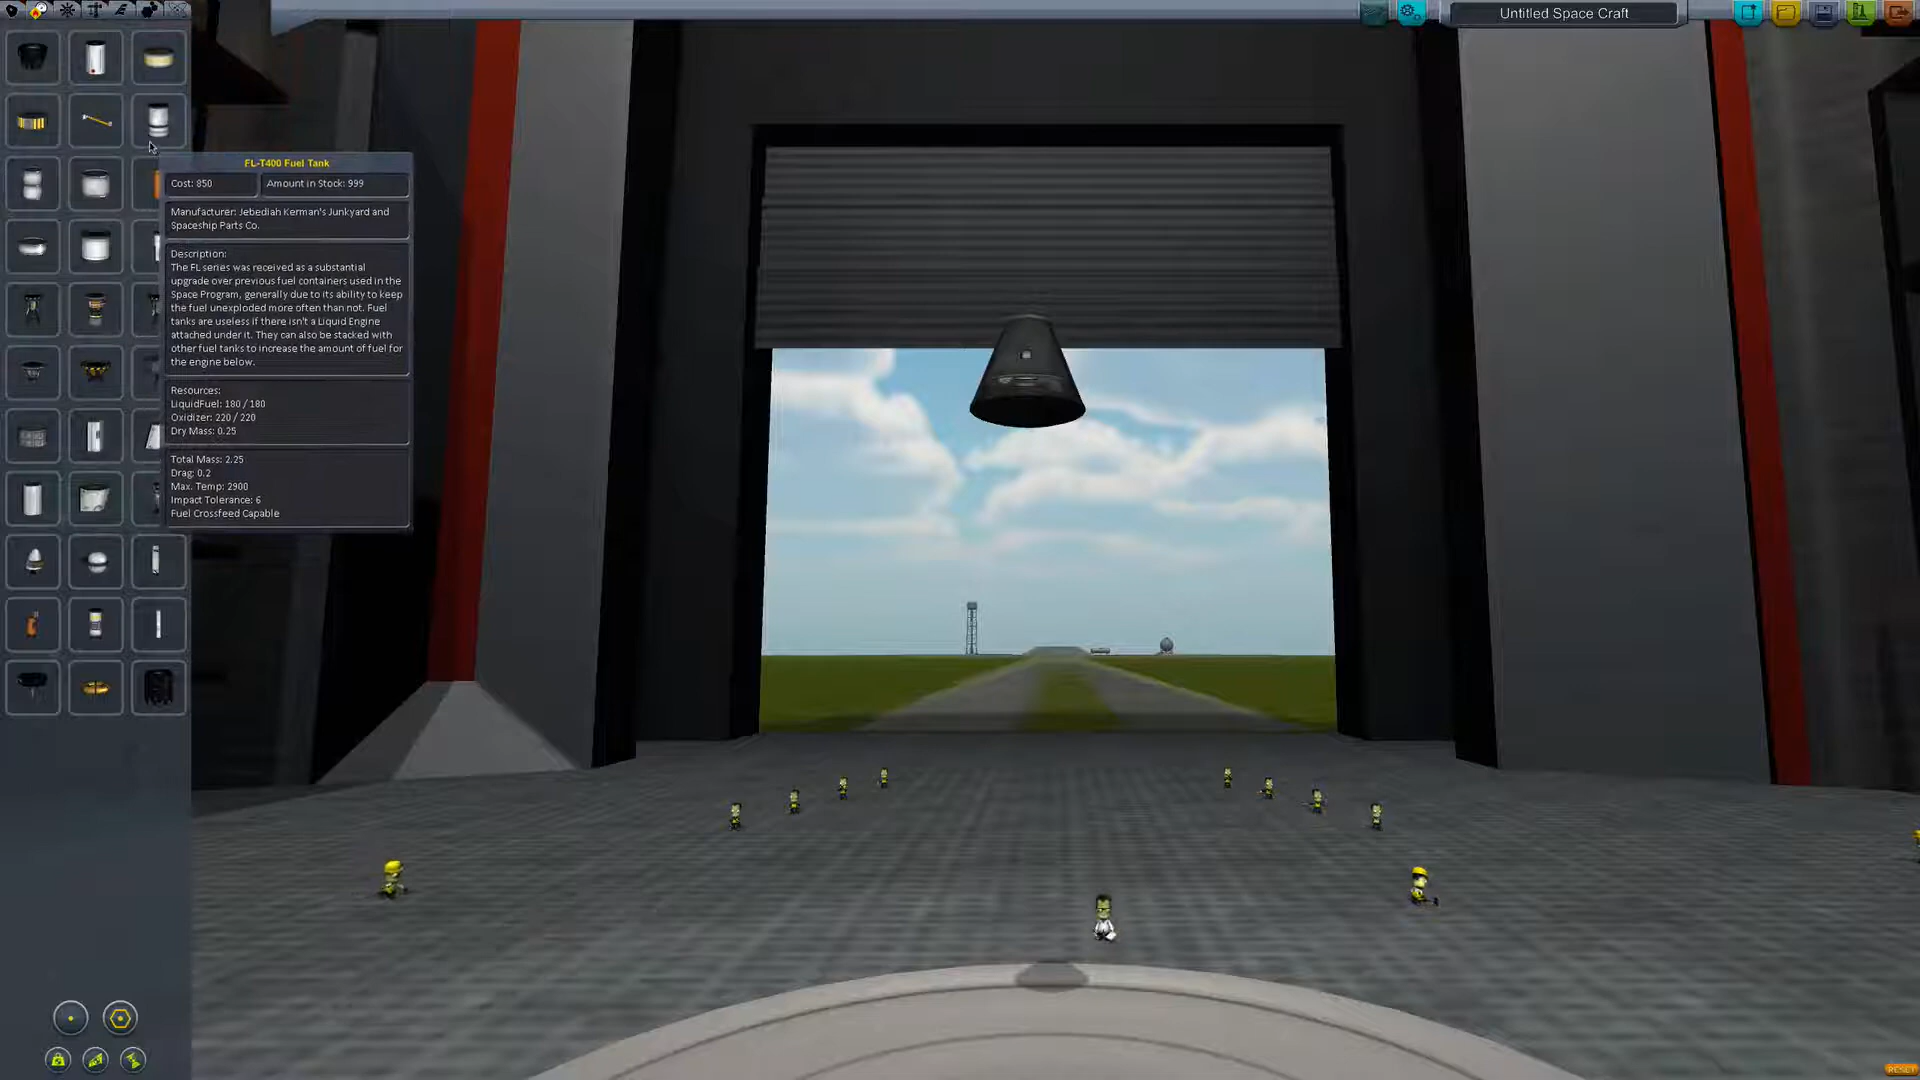 Untitled Space Craft
FL-T400 Fuel Tank
Cost: 850
Amount in Stock: 999
Manufacturer: Jebediah Kerman's Junkyard and
Spaceship Parts Co.
Description:
The FL series was received as a substantial
upgrade over previous fuel containers used in the
Space Program, generally due to its ability to keep
the fuel unexploded more often than not. Fuel
tanks are useless if there isn't a Liquid Engine
attached under it. They can also be stacked with
other fuel tanks to increase the amount of fuel for
the engine below.
Resources:
LiquidFuel: 180 / 180
Oxidizer: 220 / 220
Dry Mass: 0.25
Total Mass: 2.25
Drag: 0.2
Max. Temp: 2900
Impact Tolerance: 6
Fuel Crossfeed Capable
RESET